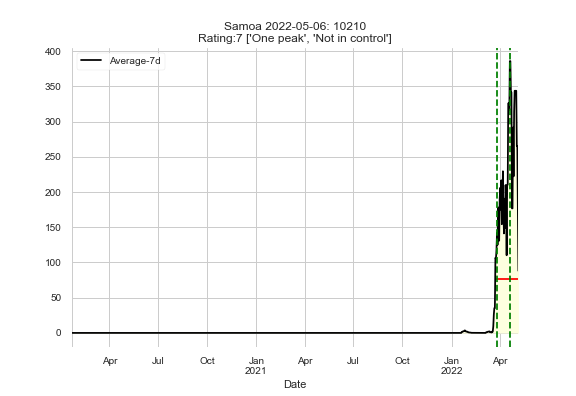 Samoa 2022-05-06: 10210
Rating:7 ['One peak', 'Not in control']
Average-7d
400
350
300
250
200
150
100
50
0
Apr Jul Oct Jan Apr Jul Oct Jan Apr
2021 2022
Date